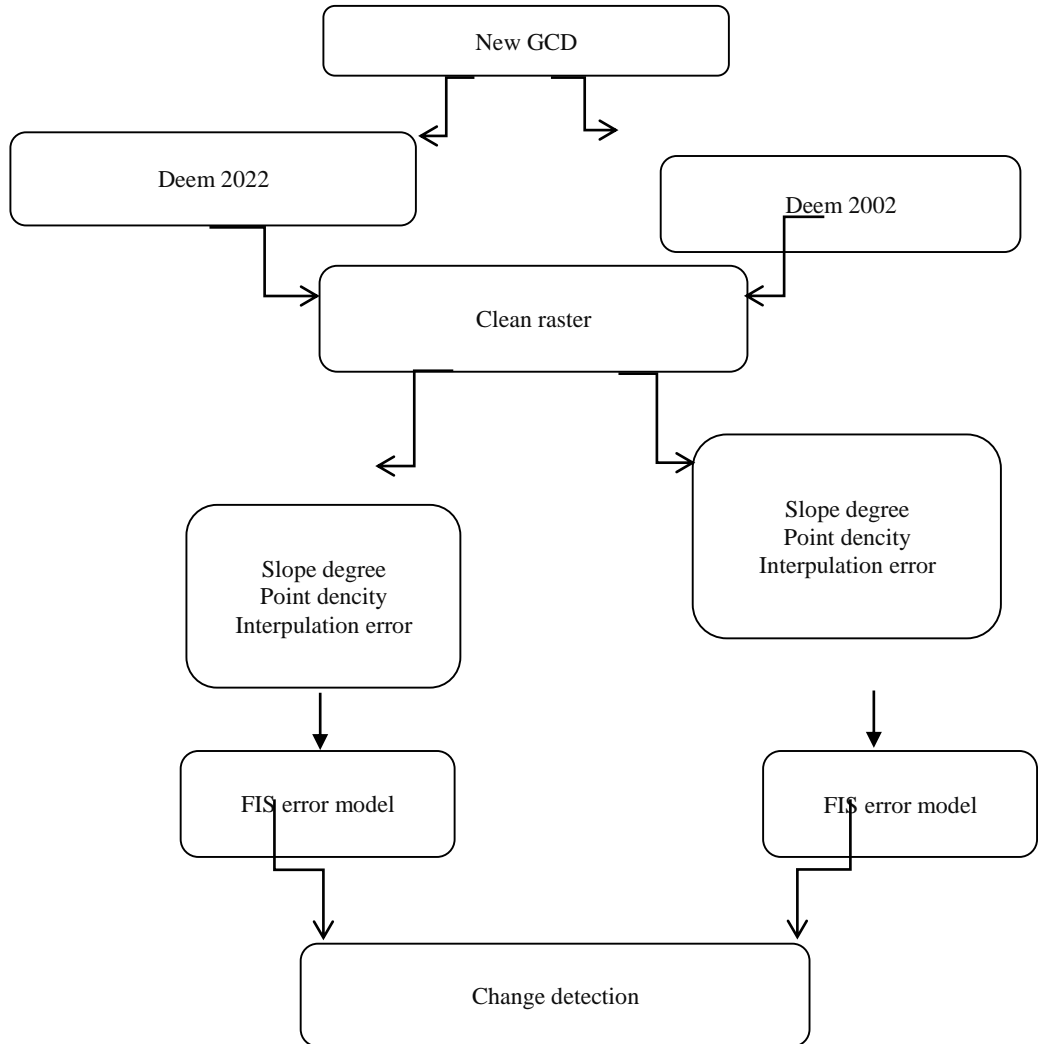 New GCD
Deem 2022
Deem 2002
Clean raster
Slope degree
Point dencity
Interpulation error
Slope degree
Point dencity
Interpulation error
FIS error model
FIS error model
Change detection